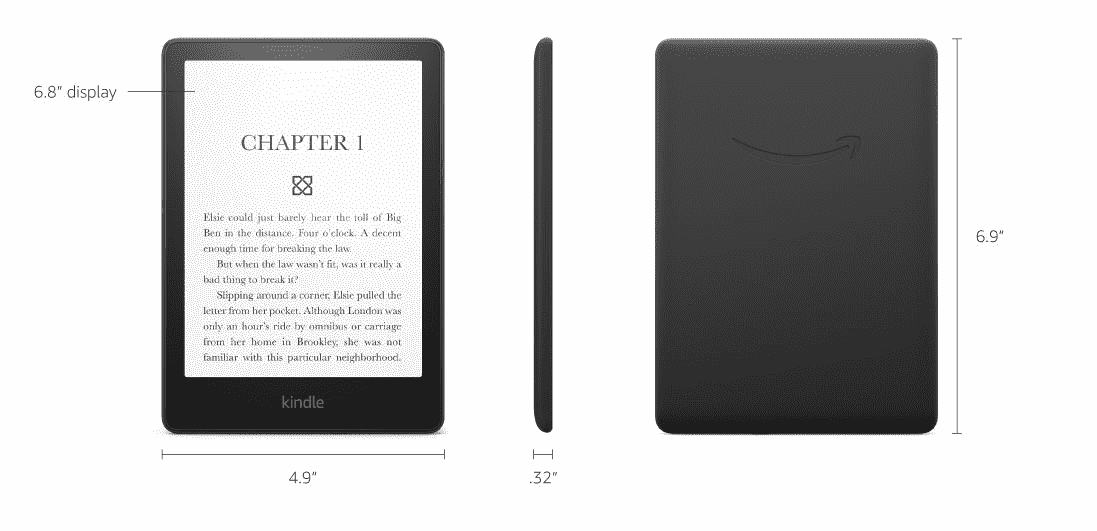 6.8" display
CHAPTER 1
Elsie could just barely hear the toll of Big
Ben in the distance. Four o'clock. A decent
enough time for breaking the law.
But when the law wasn't fit, was it really a
bad thing to break it?
Slipping around a corner, Elsie pulled the
letter from her pocket. Although London was
only an hour's ride by omnibus or carriage
from her home in Brookley, she was not
familiar with this particular neighborhood.
kindle
4.9"
.32"
6.9"